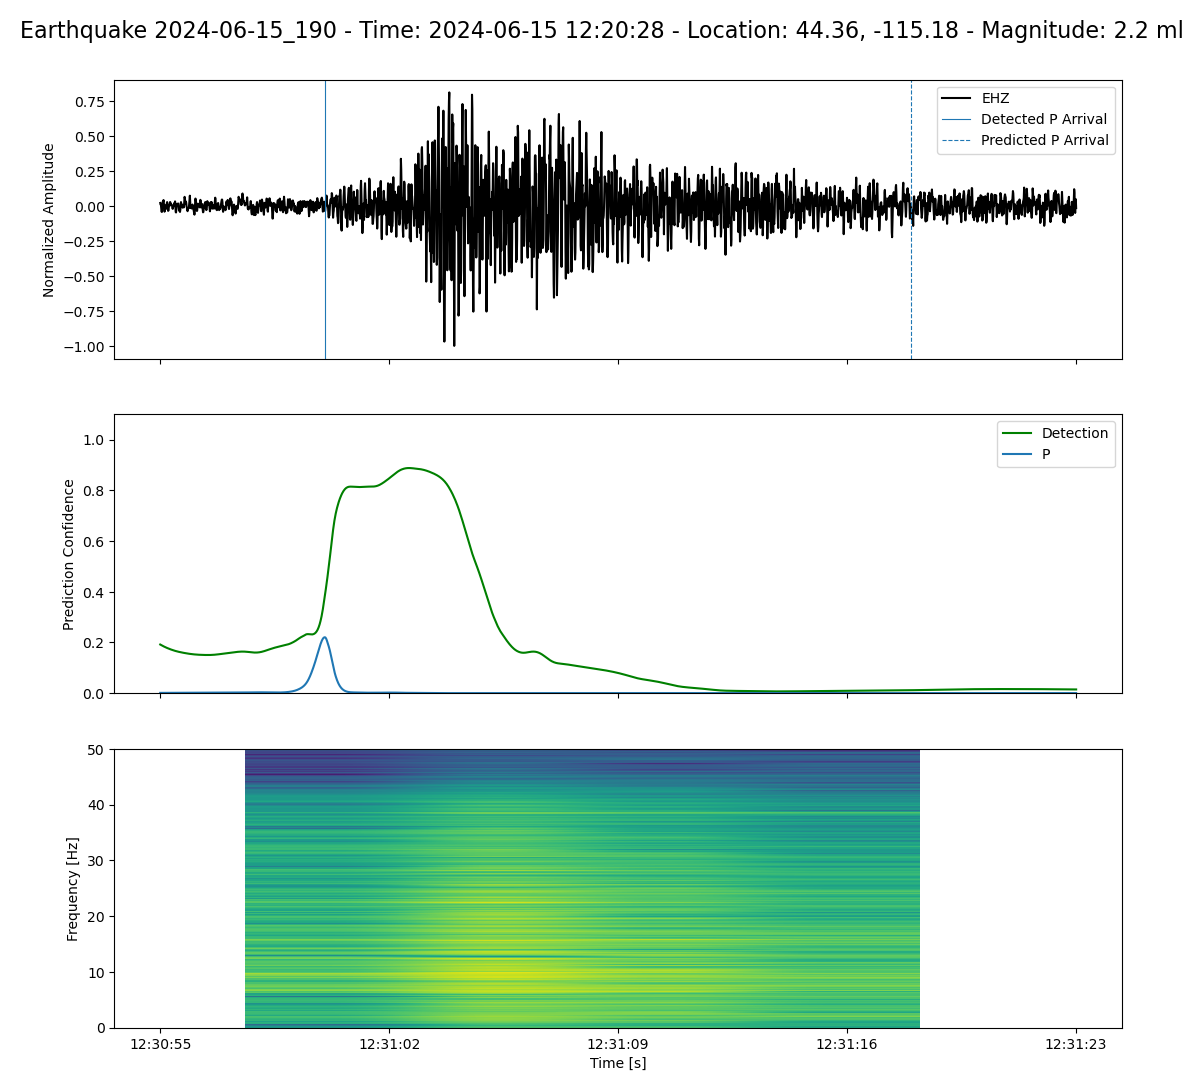 Earthquake 2024-06-15_190 - Time: 2024-06-15 12:20:28 - Location: 44.36, -115.18 - Magnitude: 2.2 ml
Normalized Amplitude
0.75
0.50
0.25
0.00
−0.25
−0.50
−0.75
−1.00
EHZ
Detected P Arrival
Predicted P Arrival
Prediction Confidence
1.0
0.8
0.6
0.4
0.2
0.0
Detection
P
Frequency [Hz]
50
40
30
20
10
0
12:30:55 12:31:02 12:31:09 12:31:16 12:31:23
Time [s]